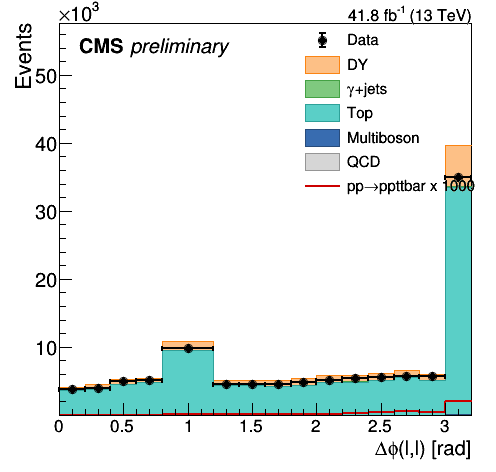 ×10³
41.8 fb⁻¹ (13 TeV)
Events
CMS preliminary
Data
DY
γ+jets
Top
Multiboson
QCD
pp→ppttbar x 1000
50
40
30
20
10
0 0.5 1 1.5 2 2.5 3
Δϕ(l,l) [rad]